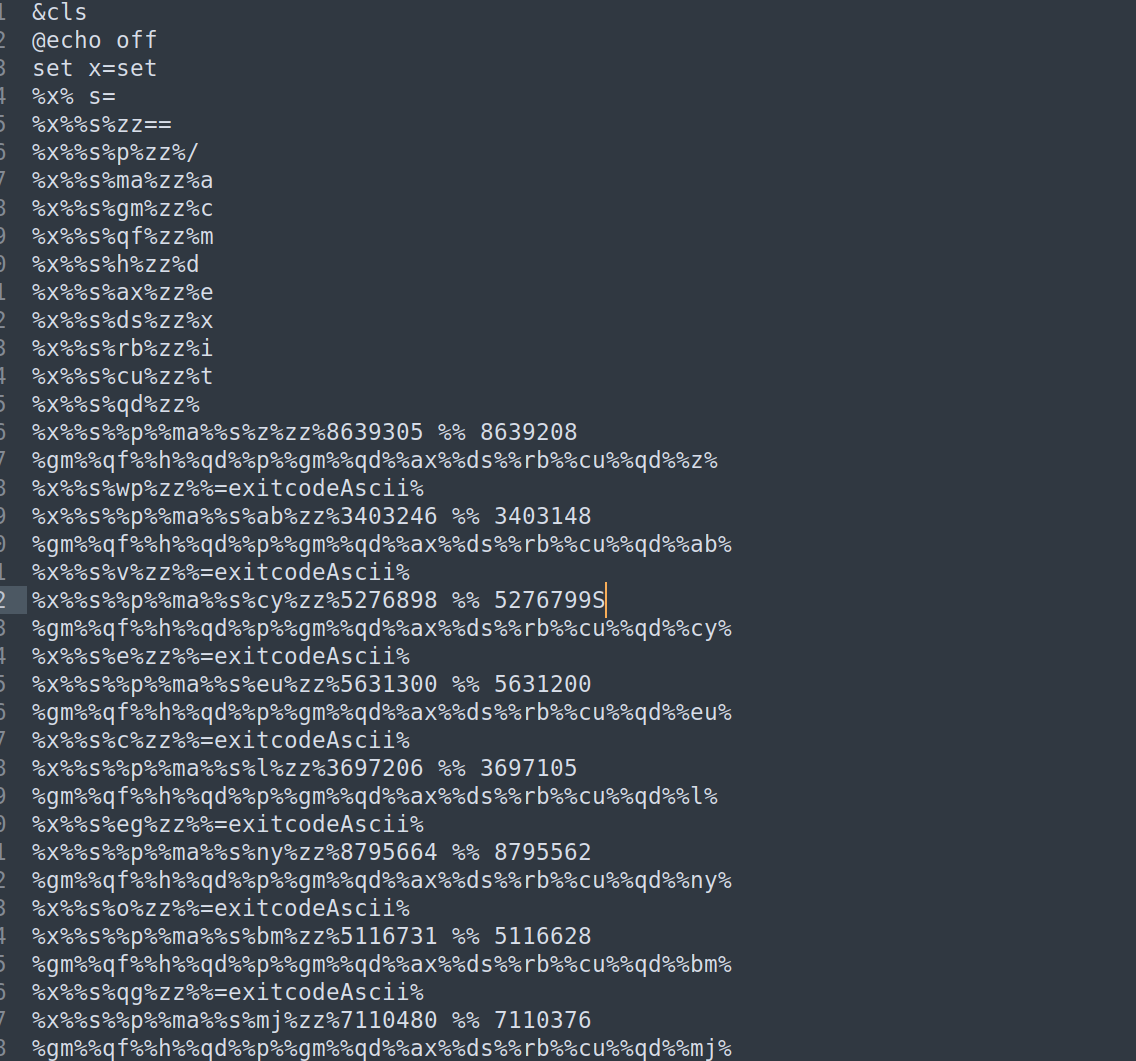 1 &cls
2 @echo off
3 set x=set
4 %x% s=
5 %x%%s%zz==
6 %x%%s%p%zz%/
7 %x%%s%ma%zz%a
8 %x%%s%gm%zz%c
9 %x%%s%qf%zz%m
0 %x%%s%h%zz%d
1 %x%%s%ax%zz%e
2 %x%%s%ds%zz%x
3 %x%%s%rb%zz%i
4 %x%%s%cu%zz%t
5 %x%%s%qd%zz%
6 %x%%s%%p%%ma%%s%z%zz%8639305 %% 8639208
7 %gm%%qf%%h%%qd%%p%%gm%%qd%%ax%%ds%%rb%%cu%%qd%%z%
8 %x%%s%wp%zz%%=exitcodeAscii%
9 %x%%s%%p%%ma%%s%ab%zz%3403246 %% 3403148
0 %gm%%qf%%h%%qd%%p%%gm%%qd%%ax%%ds%%rb%%cu%%qd%%ab%
1 %x%%s%v%zz%%=exitcodeAscii%
2 %x%%s%%p%%ma%%s%cy%zz%5276898 %% 5276799S
3 %gm%%qf%%h%%qd%%p%%gm%%qd%%ax%%ds%%rb%%cu%%qd%%cy%
4 %x%%s%e%zz%%=exitcodeAscii%
5 %x%%s%%p%%ma%%s%eu%zz%5631300 %% 5631200
6 %gm%%qf%%h%%qd%%p%%gm%%qd%%ax%%ds%%rb%%cu%%qd%%eu%
7 %x%%s%c%zz%%=exitcodeAscii%
8 %x%%s%%p%%ma%%s%l%zz%3697206 %% 3697105
9 %gm%%qf%%h%%qd%%p%%gm%%qd%%ax%%ds%%rb%%cu%%qd%%l%
0 %x%%s%eg%zz%%=exitcodeAscii%
1 %x%%s%%p%%ma%%s%ny%zz%8795664 %% 8795562
2 %gm%%qf%%h%%qd%%p%%gm%%qd%%ax%%ds%%rb%%cu%%qd%%ny%
3 %x%%s%o%zz%%=exitcodeAscii%
4 %x%%s%%p%%ma%%s%bm%zz%5116731 %% 5116628
5 %gm%%qf%%h%%qd%%p%%gm%%qd%%ax%%ds%%rb%%cu%%qd%%bm%
6 %x%%s%qg%zz%%=exitcodeAscii%
7 %x%%s%%p%%ma%%s%mj%zz%7110480 %% 7110376
8 %gm%%qf%%h%%qd%%p%%gm%%qd%%ax%%ds%%rb%%cu%%qd%%mj%